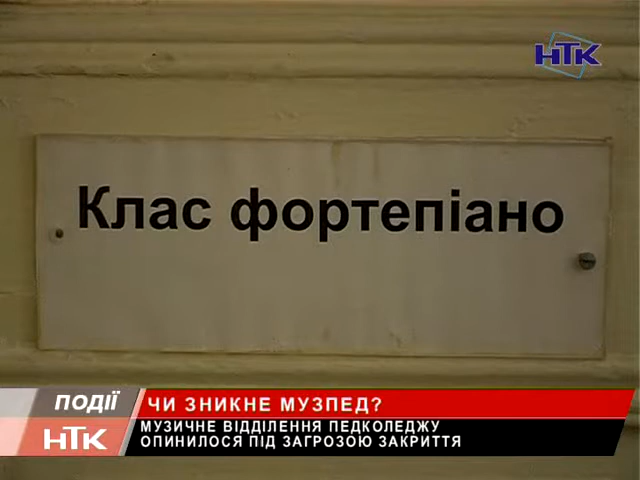 НТК
Клас фортепіано
ПОДІЇ
ЧИ ЗНИКНЕ МУЗПЕД?
НТК
МУЗИЧНЕ ВІДДІЛЕННЯ ПЕДКОЛЕДЖУ
ОПИНИЛОСЯ ПІД ЗАГРОЗОЮ ЗАКРИТТЯ